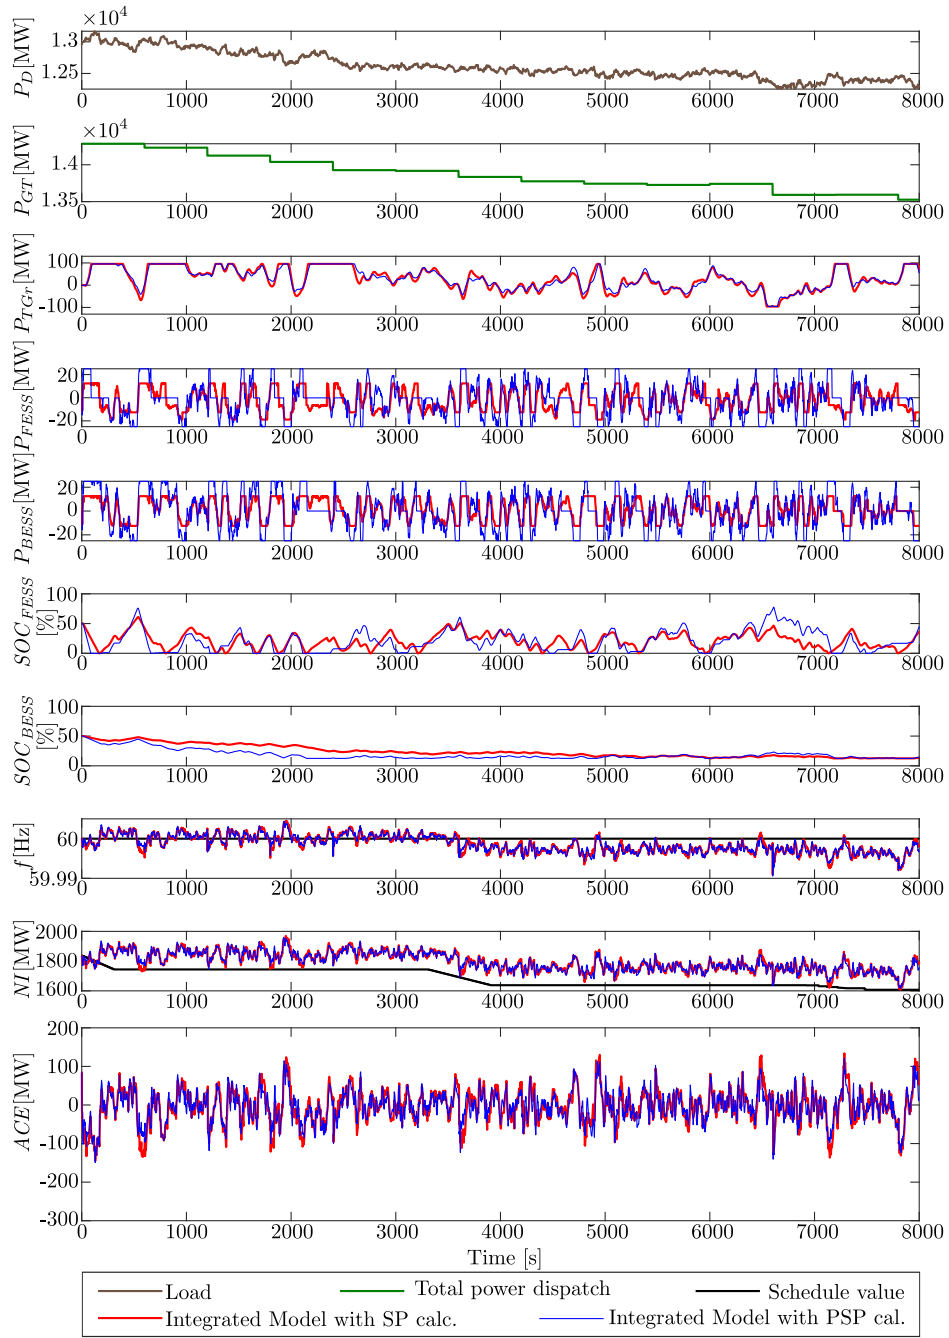 ×10⁴
P_D[MW]
13
12.5
0 1000 2000 3000 4000 5000 6000 7000 8000
×10⁴
P_GT[MW]
1.4
1.35
0 1000 2000 3000 4000 5000 6000 7000 8000
P_TGr[MW]
100
0
-100
0 1000 2000 3000 4000 5000 6000 7000 8000
P_FESS[MW]
20
0
-20
0 1000 2000 3000 4000 5000 6000 7000 8000
P_BESS[MW]
20
0
-20
0 1000 2000 3000 4000 5000 6000 7000 8000
SOC_FESS
[%]
100
50
0
0 1000 2000 3000 4000 5000 6000 7000 8000
SOC_BESS
[%]
100
50
0
0 1000 2000 3000 4000 5000 6000 7000 8000
f[Hz]
60
59.99
0 1000 2000 3000 4000 5000 6000 7000 8000
NI[MW]
2000
1800
1600
0 1000 2000 3000 4000 5000 6000 7000 8000
ACE[MW]
200
100
0
-100
-200
-300
0 1000 2000 3000 4000 5000 6000 7000 8000
Time [s]
Load Total power dispatch Schedule value
Integrated Model with SP calc. Integrated Model with PSP cal.